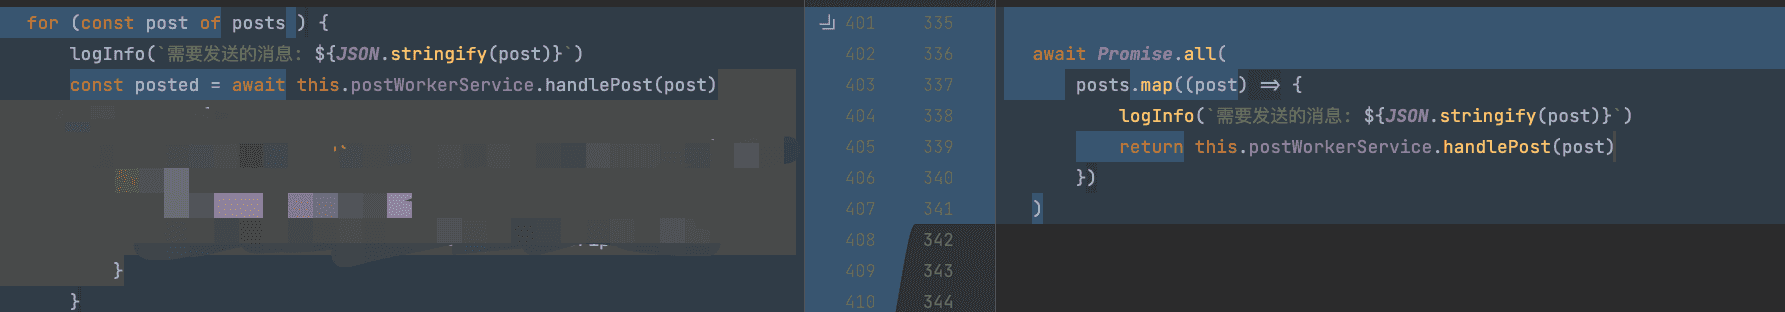 for (const post of posts ) {
logInfo(`需要发送的消息: ${JSON.stringify(post)}`)
const posted = await this.postWorkerService.handlePost(post)
}
}
401 335
402 336
403 337
404 338
405 339
406 340
407 341
408 342
409 343
410 344
await Promise.all(
posts.map((post) => {
logInfo(`需要发送的消息: ${JSON.stringify(post)}`)
return this.postWorkerService.handlePost(post)
})
)